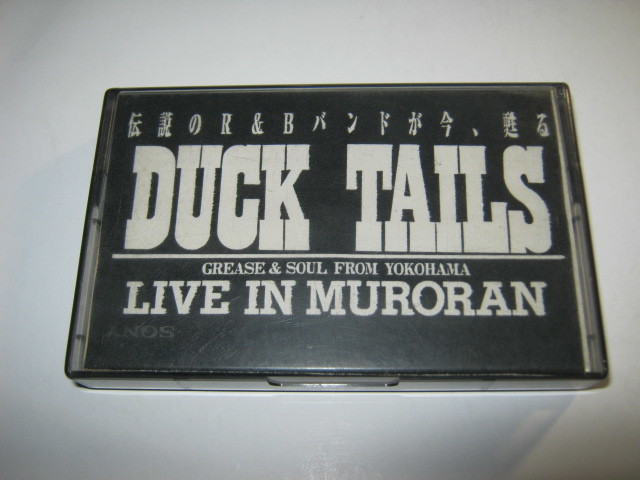 伝説のR&Bバンドが今、甦る
DUCK TAILS
GREASE & SOUL FROM YOKOHAMA
LIVE IN MURORAN
SONY